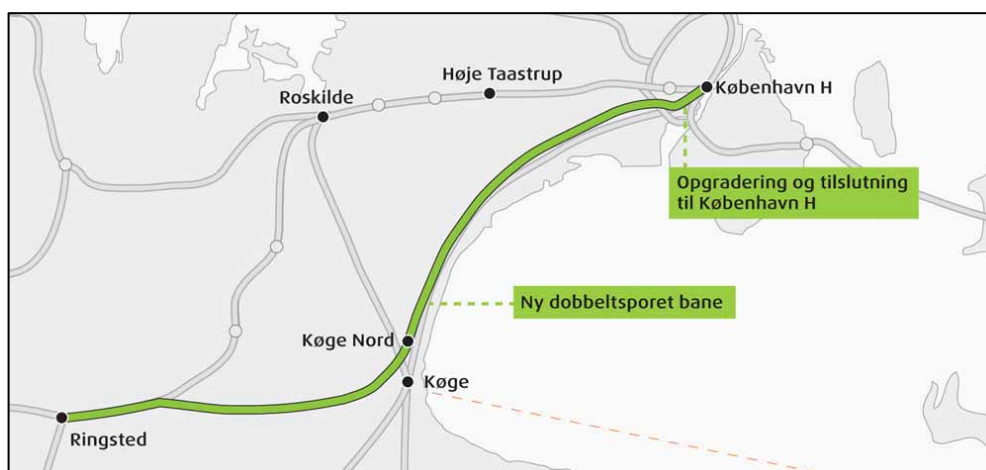 Høje Taastrup
København H
Roskilde
Opgradering og tilslutning
til København H
Ny dobbeltsporet bane
Køge Nord
Køge
Ringsted